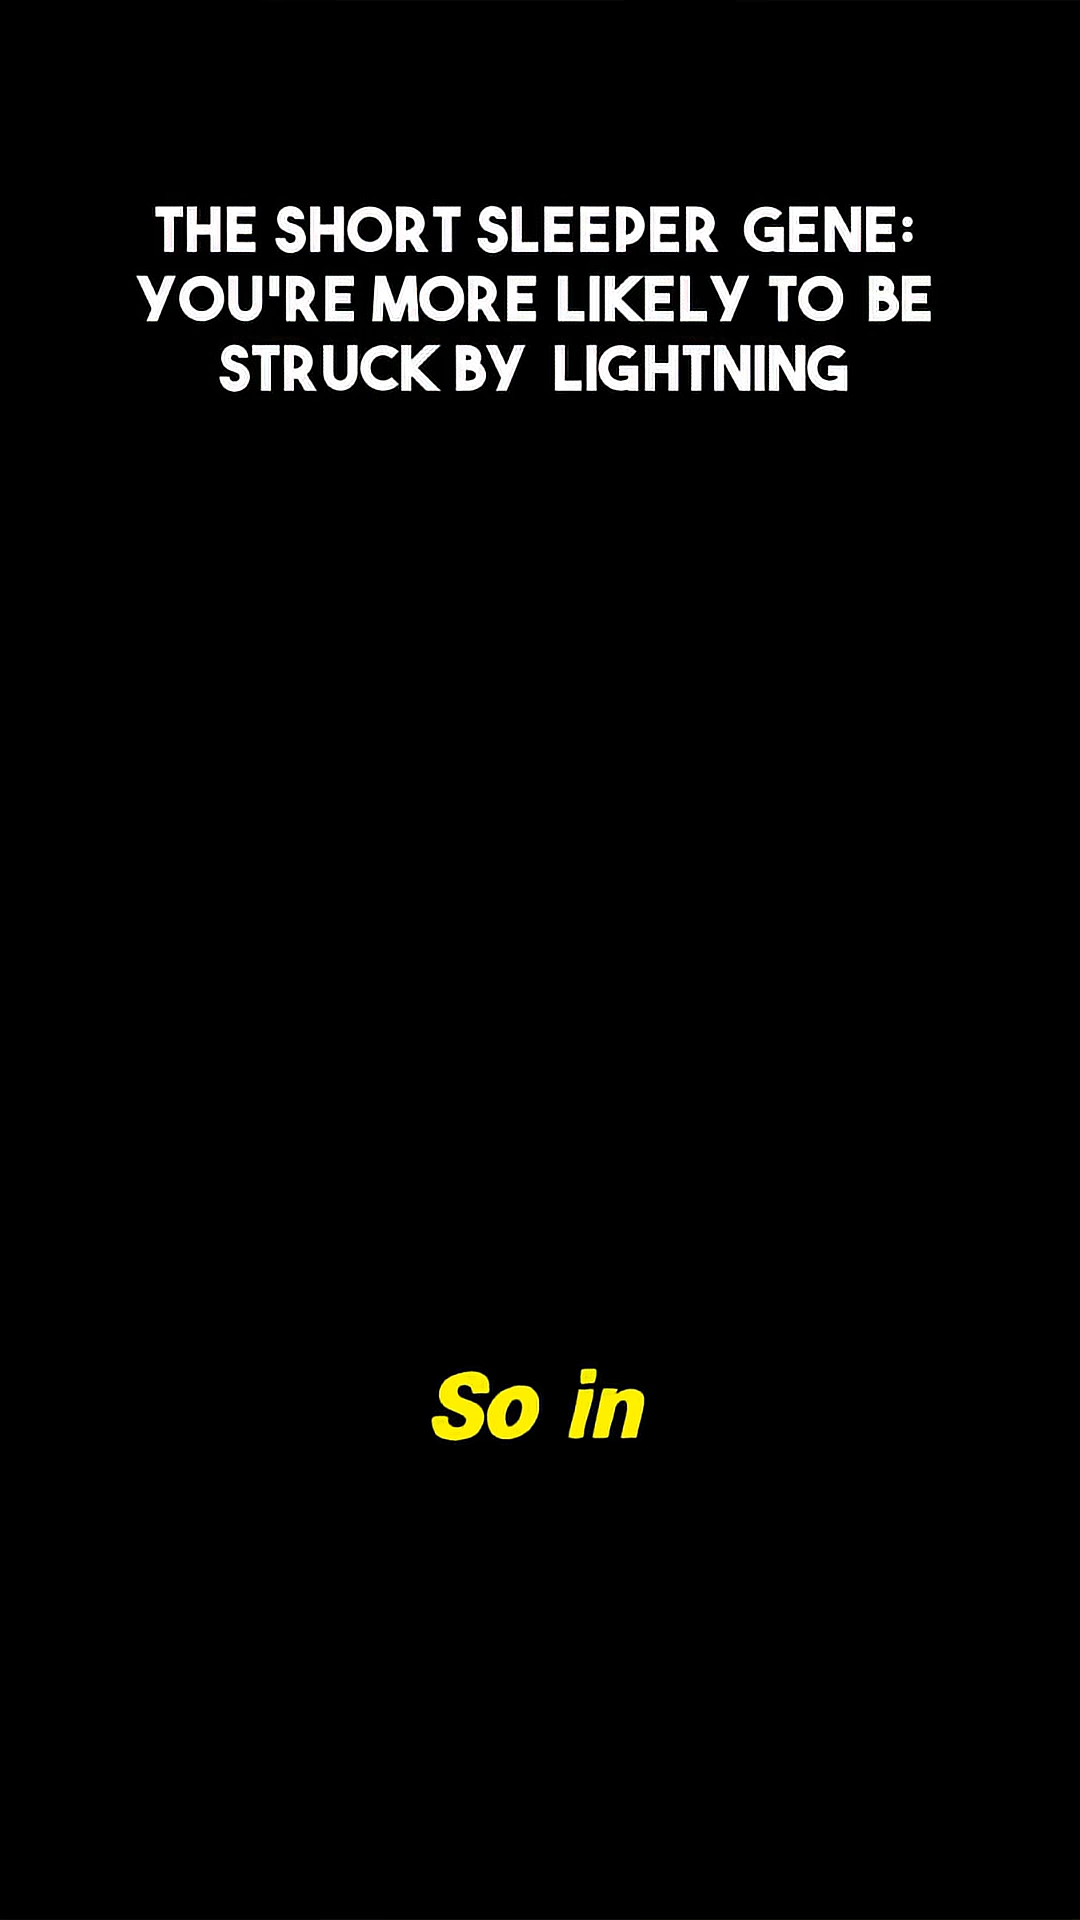 THE SHORT SLEEPER GENE:
YOU'RE MORE LIKELY TO BE
STRUCK BY LIGHTNING
So in